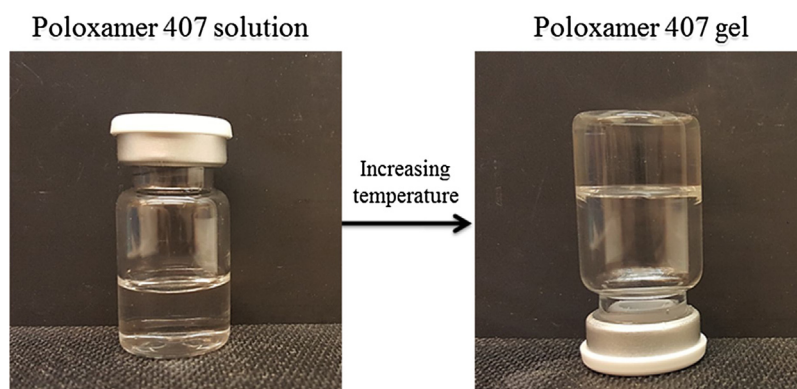 Poloxamer 407 solution
Poloxamer 407 gel
Increasing
temperature